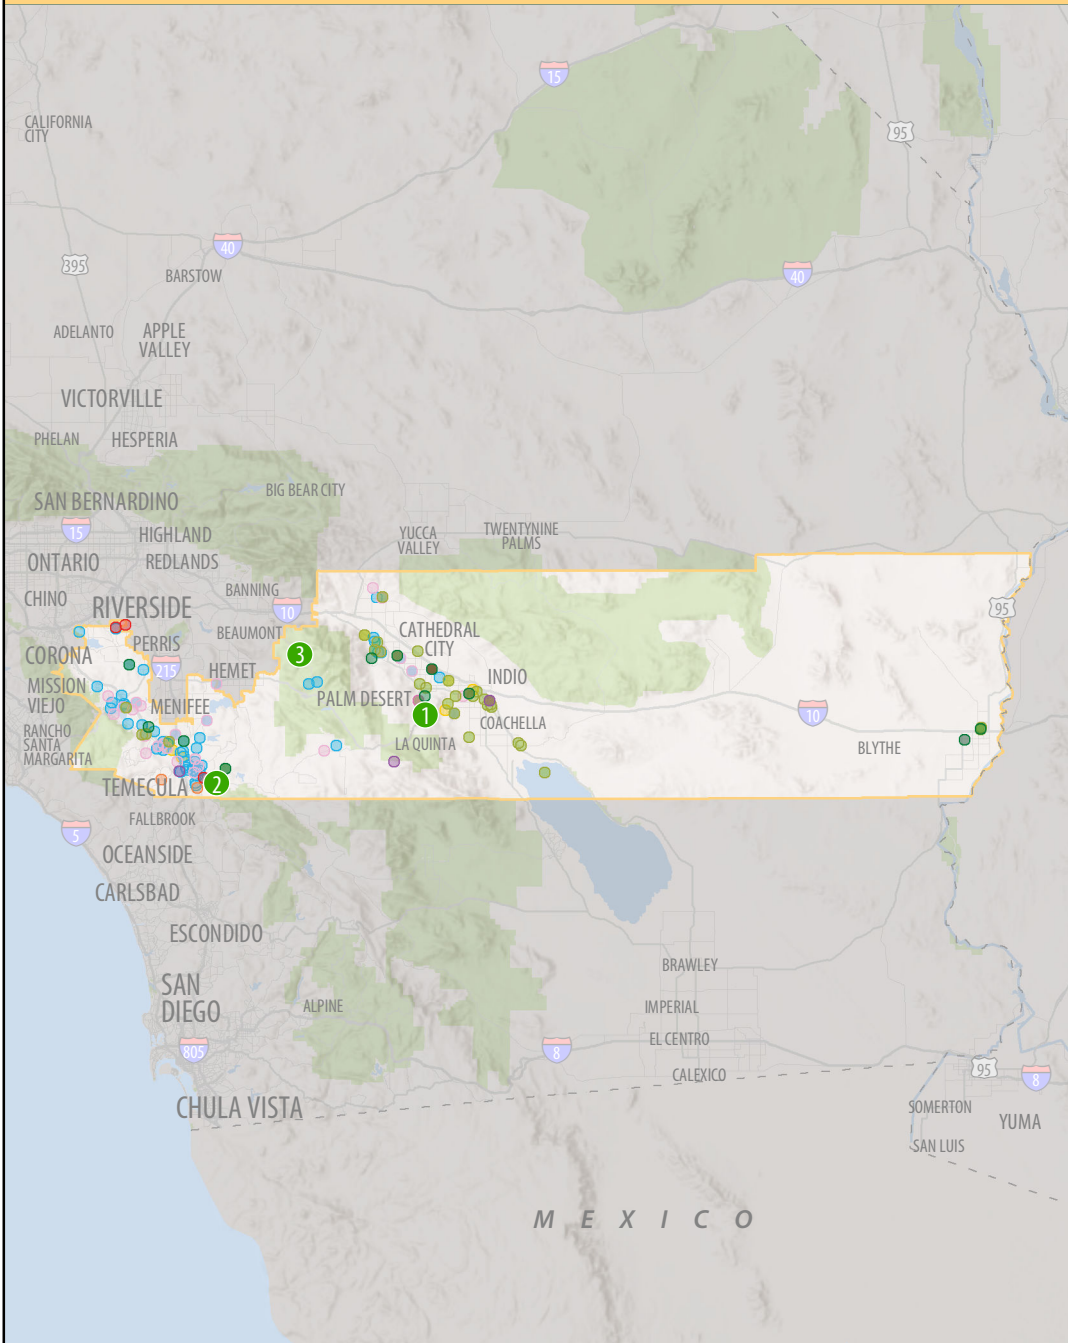 15
CALIFORNIA
CITY
95
40
395
BARSTOW
40
ADELANTO
APPLE
VALLEY
VICTORVILLE
PHELAN
HESPERIA
BIG BEAR CITY
SAN BERNARDINO
15
HIGHLAND
YUCCA
VALLEY
TWENTYNINE
PALMS
ONTARIO
REDLANDS
BANNING
CHINO
RIVERSIDE
10
95
BEAUMONT
PERRIS
CATHEDRAL
CITY
CORONA
3
215
HEMET
INDIO
MISSION
VIEJO
MENIFEE
PALM DESERT
1
10
COACHELLA
RANCHO
SANTA
MARGARITA
LA QUINTA
BLYTHE
TEMECULA
2
FALLBROOK
5
OCEANSIDE
CARLSBAD
ESCONDIDO
BRAWLEY
SAN
DIEGO
ALPINE
IMPERIAL
EL CENTRO
805
8
CALEXICO
95
8
CHULA VISTA
SOMERTON
YUMA
SAN LUIS
MEXICO